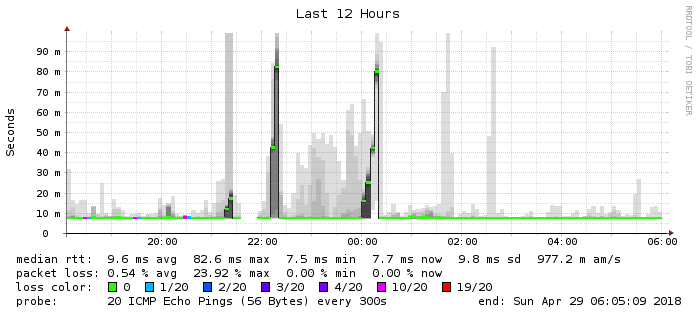 Last 12 Hours
RRDTOOL / TOBI OETIKER
Seconds
90 m
80 m
70 m
60 m
50 m
40 m
30 m
20 m
10 m
0
20:00 22:00 00:00 02:00 04:00 06:00
median rtt: 9.6 ms avg 82.6 ms max 7.5 ms min 7.7 ms now 9.8 ms sd 977.2 m am/s
packet loss: 0.54 % avg 23.92 % max 0.00 % min 0.00 % now
loss color: 0 1/20 2/20 3/20 4/20 10/20 19/20
probe: 20 ICMP Echo Pings (56 Bytes) every 300s end: Sun Apr 29 06:05:09 2018